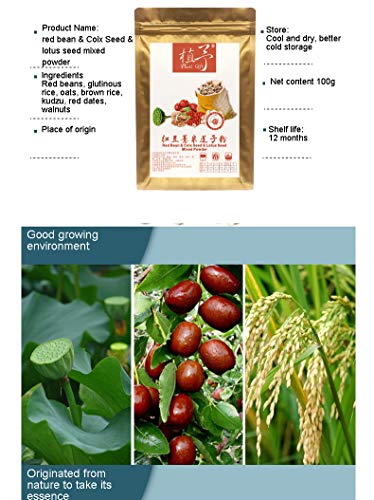 Product Name:
red bean & Coix Seed &
lotus seed mixed
powder
Ingredients
Red beans, glutinous
rice, oats, brown rice,
kudzu, red dates,
walnuts
Place of origin
Store:
Cool and dry, better
cold storage
Net content 100g
Shelf life:
12 months
植予
Plant Gift
红豆薏米莲子粉
Red Bean & Coix Seed & Lotus Seed
Mixed Powder
Good growing
environment
Originated from
nature to take its
essence